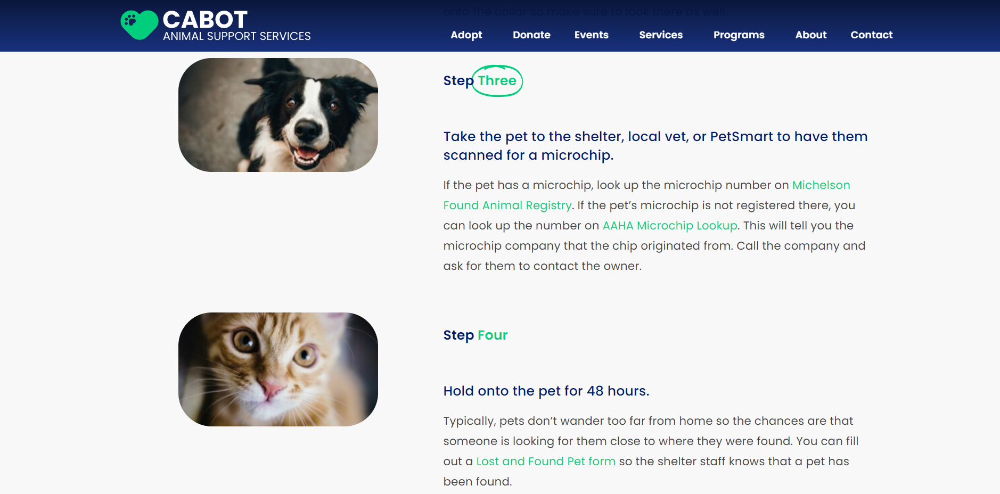 CABOT
ANIMAL SUPPORT SERVICES
onto the collar so make sure to look there as well.
Adopt Donate Events Services Programs About Contact
Step Three
Take the pet to the shelter, local vet, or PetSmart to have them
scanned for a microchip.
If the pet has a microchip, look up the microchip number on Michelson
Found Animal Registry. If the pet’s microchip is not registered there, you
can look up the number on AAHA Microchip Lookup. This will tell you the
microchip company that the chip originated from. Call the company and
ask for them to contact the owner.
Step Four
Hold onto the pet for 48 hours.
Typically, pets don’t wander too far from home so the chances are that
someone is looking for them close to where they were found. You can fill
out a Lost and Found Pet form so the shelter staff knows that a pet has
been found.